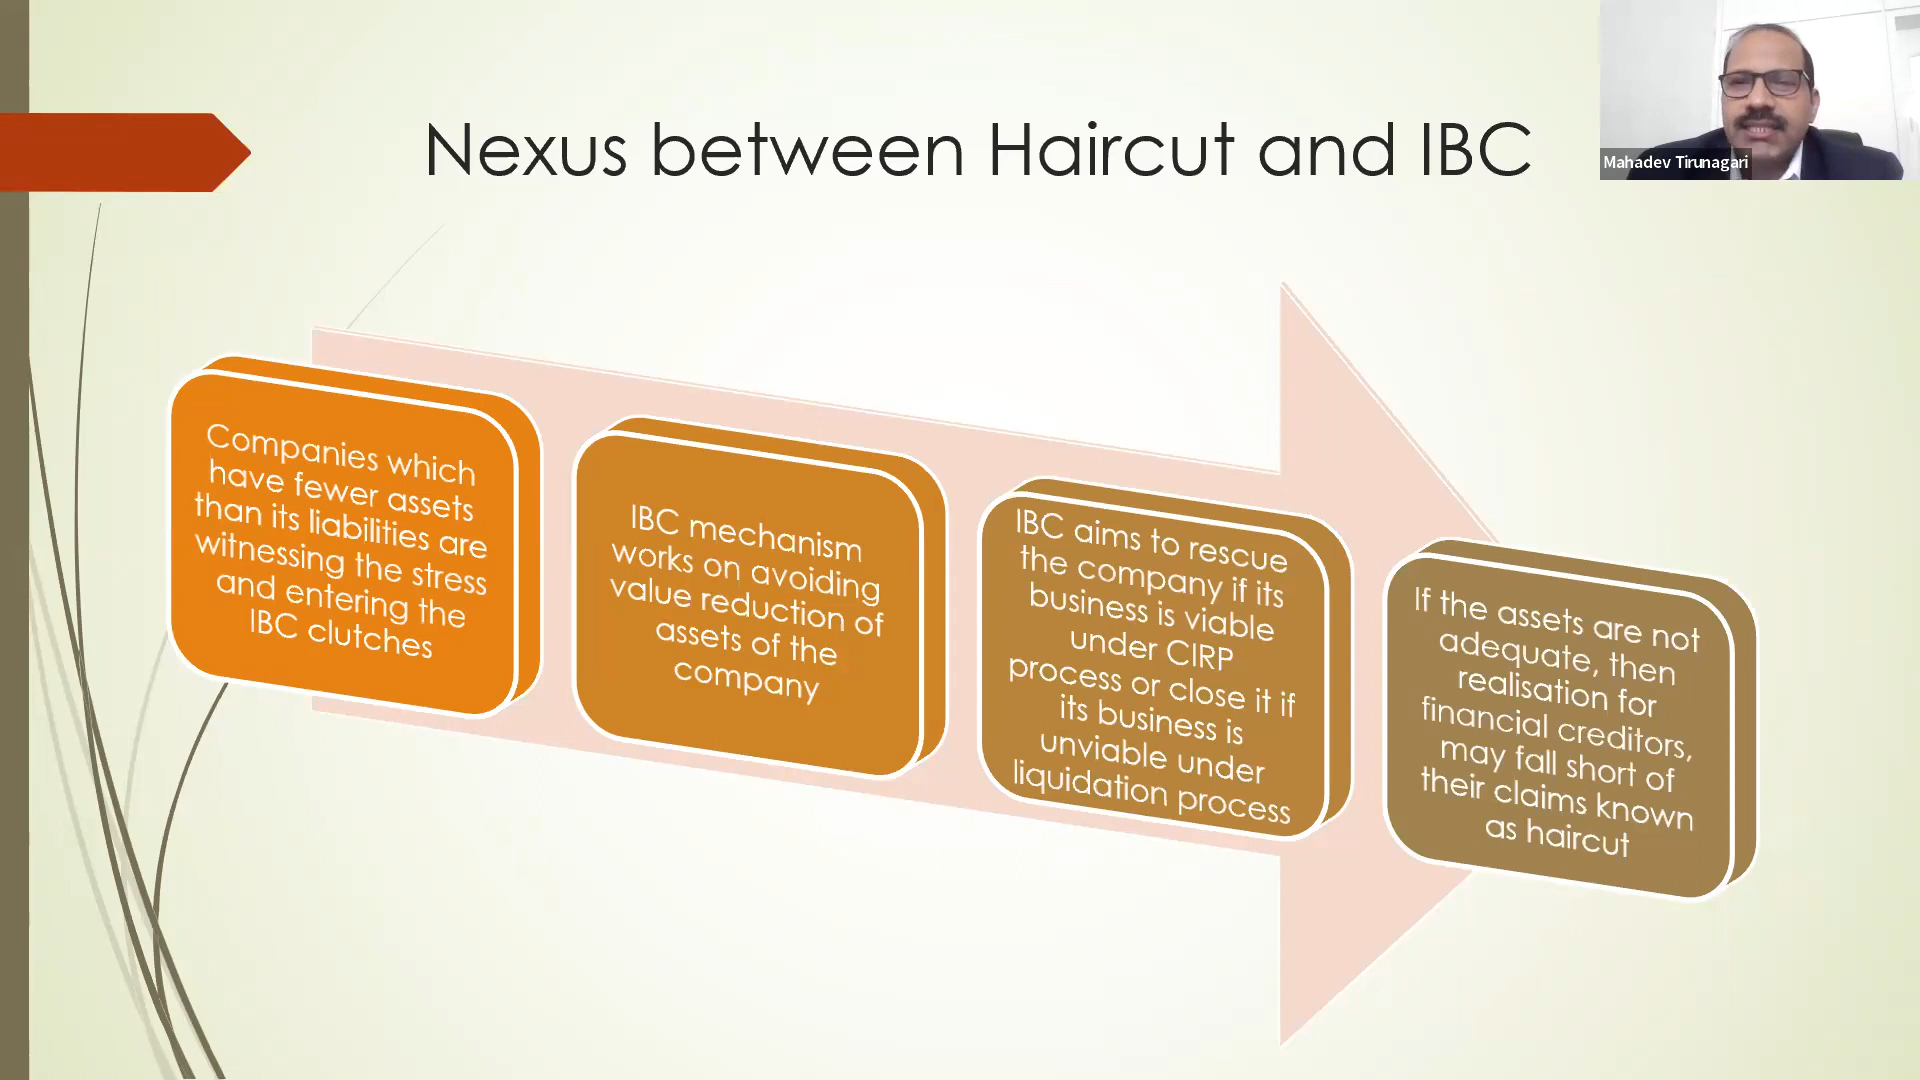 Nexus between Haircut and IBC
Mahadev Tirunagari
Companies which
have fewer assets
than its liabilities are
witnessing the stress
and entering the
IBC clutches
IBC mechanism
works on avoiding
value reduction of
assets of the
company
IBC aims to rescue
the company if its
business is viable
under CIRP
process or close it if
its business is
unviable under
liquidation process
If the assets are not
adequate, then
realisation for
financial creditors,
may fall short of
their claims known
as haircut